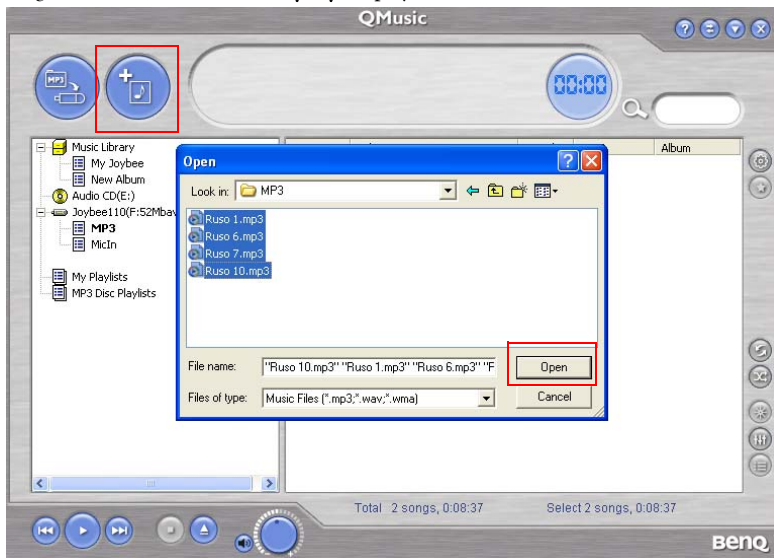 QMusic
MP3
00:00
Music Library
My Joybee
New Album
Audio CD(E:)
Joybee110(F:52Mbav
MP3
MicIn
My Playlists
MP3 Disc Playlists
Album
Open
Look in: MP3
Ruso 1.mp3
Ruso 6.mp3
Ruso 7.mp3
Ruso 10.mp3
File name: "Ruso 10.mp3" "Ruso 1.mp3" "Ruso 6.mp3" "F
Open
Files of type: Music Files (*.mp3;*.wav;*.wma)
Cancel
Total 2 songs, 0:08:37
Select 2 songs, 0:08:37
BenQ